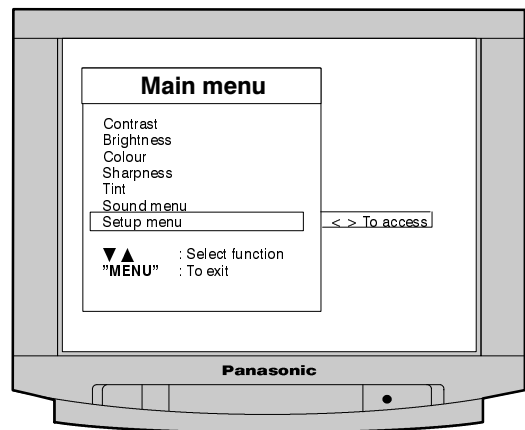 Main menu
Contrast
Brightness
Colour
Sharpness
Tint
Sound menu
Setup menu
< > To access
▼▲ : Select function
"MENU" : To exit
Panasonic